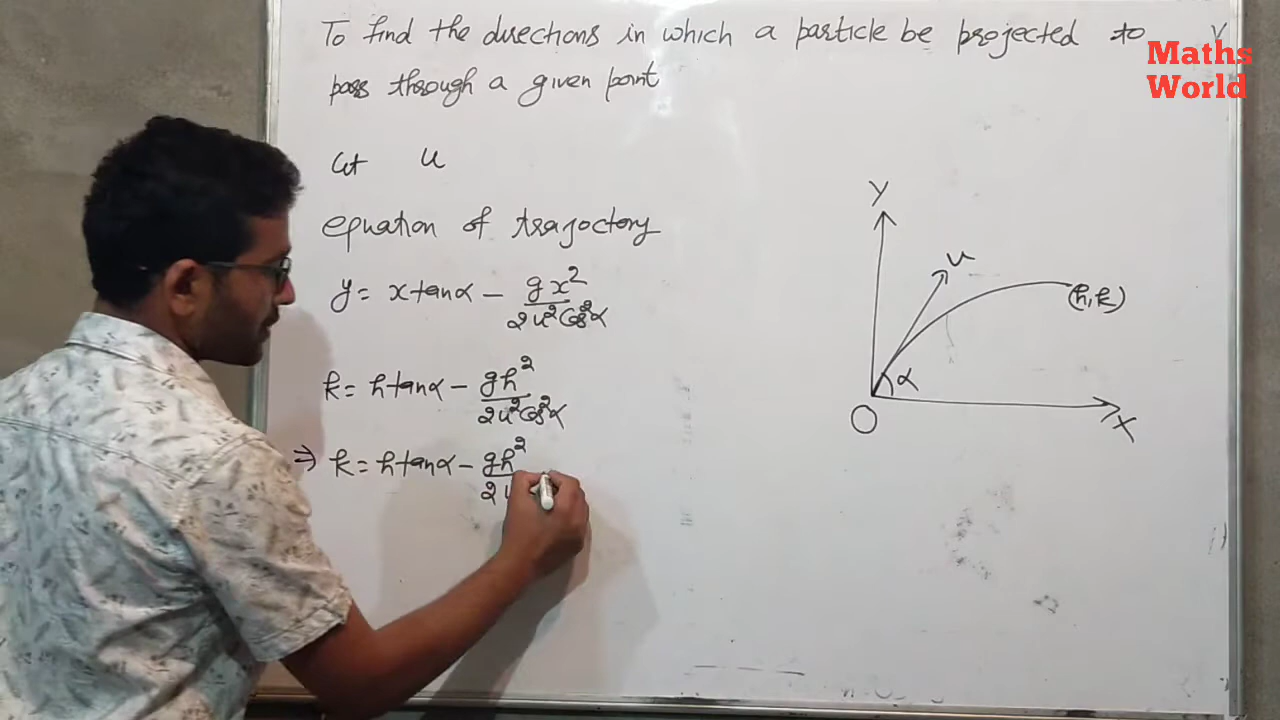 To find the directions in which a particle be projected to
pass through a given point
Maths
World
let u
equation of trajoctory
y = x tanα - gx²/2u²Cos²α
k = h tanα - gh²/2u²Cos²α
⇒ k = h tanα - gh²/2u
Y
u
(h, k)
α
O
X